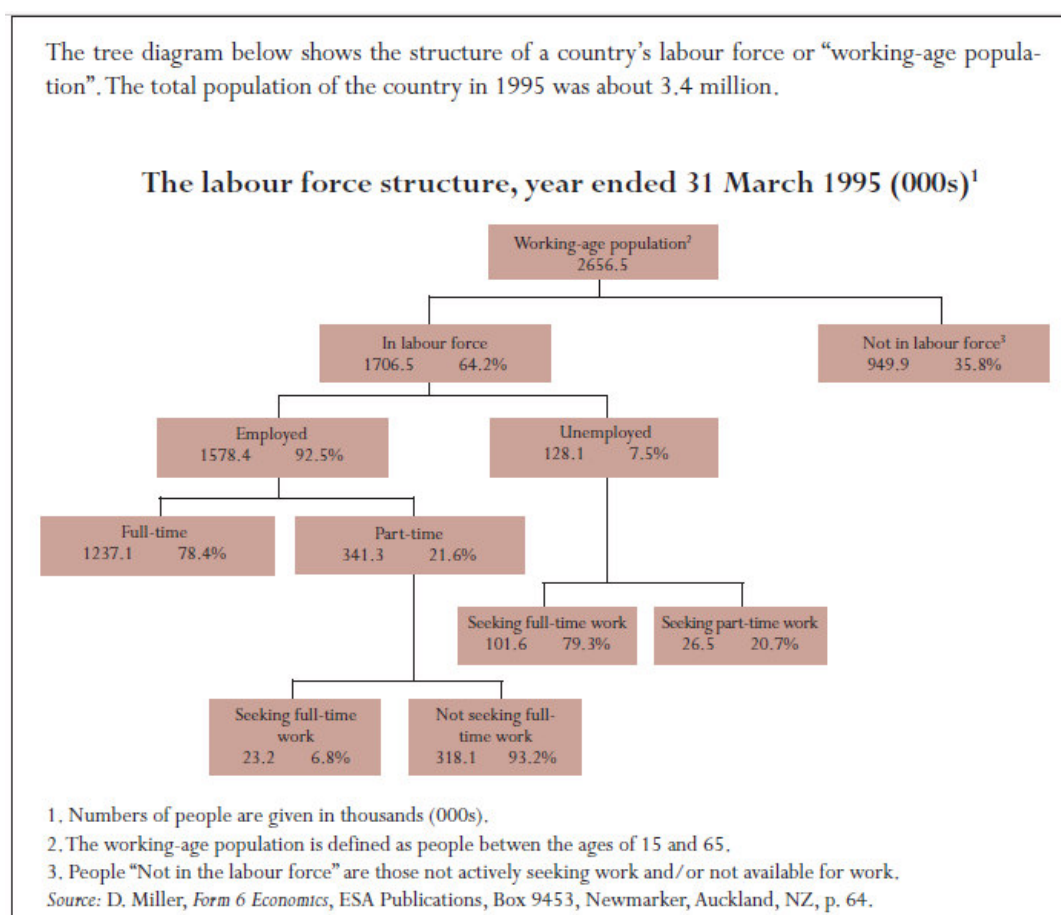 The tree diagram below shows the structure of a country’s labour force or “working-age popula-
tion”. The total population of the country in 1995 was about 3.4 million.
The labour force structure, year ended 31 March 1995 (000s)¹
Working-age population²
2656.5
In labour force
1706.5 64.2%
Not in labour force³
949.9 35.8%
Employed
1578.4 92.5%
Unemployed
128.1 7.5%
Full-time
1237.1 78.4%
Part-time
341.3 21.6%
Seeking full-time work
101.6 79.3%
Seeking part-time work
26.5 20.7%
Seeking full-time
work
23.2 6.8%
Not seeking full-
time work
318.1 93.2%
1. Numbers of people are given in thousands (000s).
2. The working-age population is defined as people betwen the ages of 15 and 65.
3. People “Not in the labour force” are those not actively seeking work and/or not available for work.
Source: D. Miller, Form 6 Economics, ESA Publications, Box 9453, Newmarker, Auckland, NZ, p. 64.